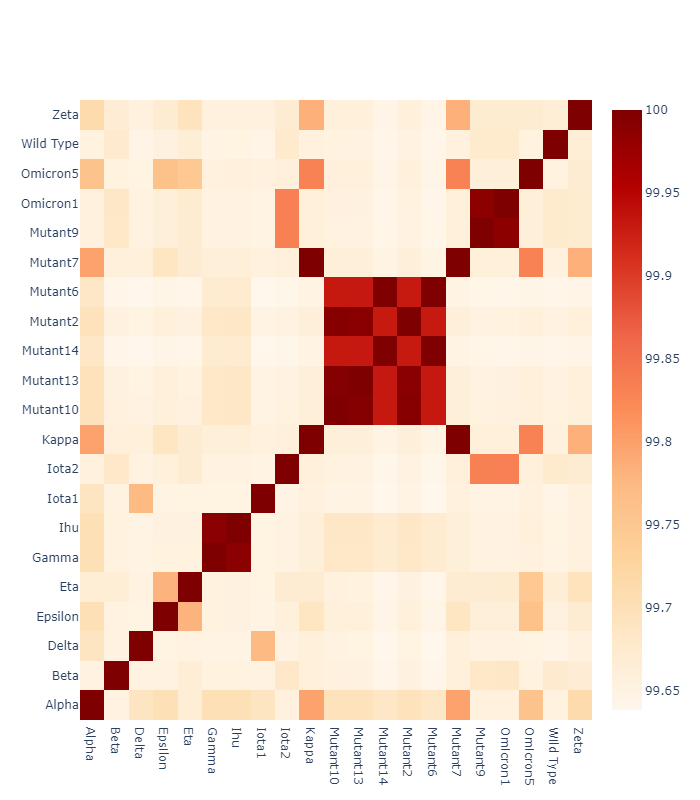 Zeta
Wild Type
Omicron5
Omicron1
Mutant9
Mutant7
Mutant6
Mutant2
Mutant14
Mutant13
Mutant10
Kappa
Iota2
Iota1
Ihu
Gamma
Eta
Epsilon
Delta
Beta
Alpha
Alpha
Beta
Delta
Epsilon
Eta
Gamma
Ihu
Iota1
Iota2
Kappa
Mutant10
Mutant13
Mutant14
Mutant2
Mutant6
Mutant7
Mutant9
Omicron1
Omicron5
Wild Type
Zeta
100
99.95
99.9
99.85
99.8
99.75
99.7
99.65